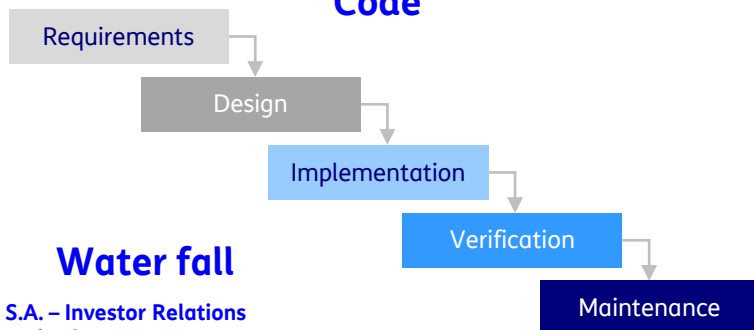 Code
Requirements
Design
Implementation
Verification
Water fall
Maintenance
S.A. – Investor Relations